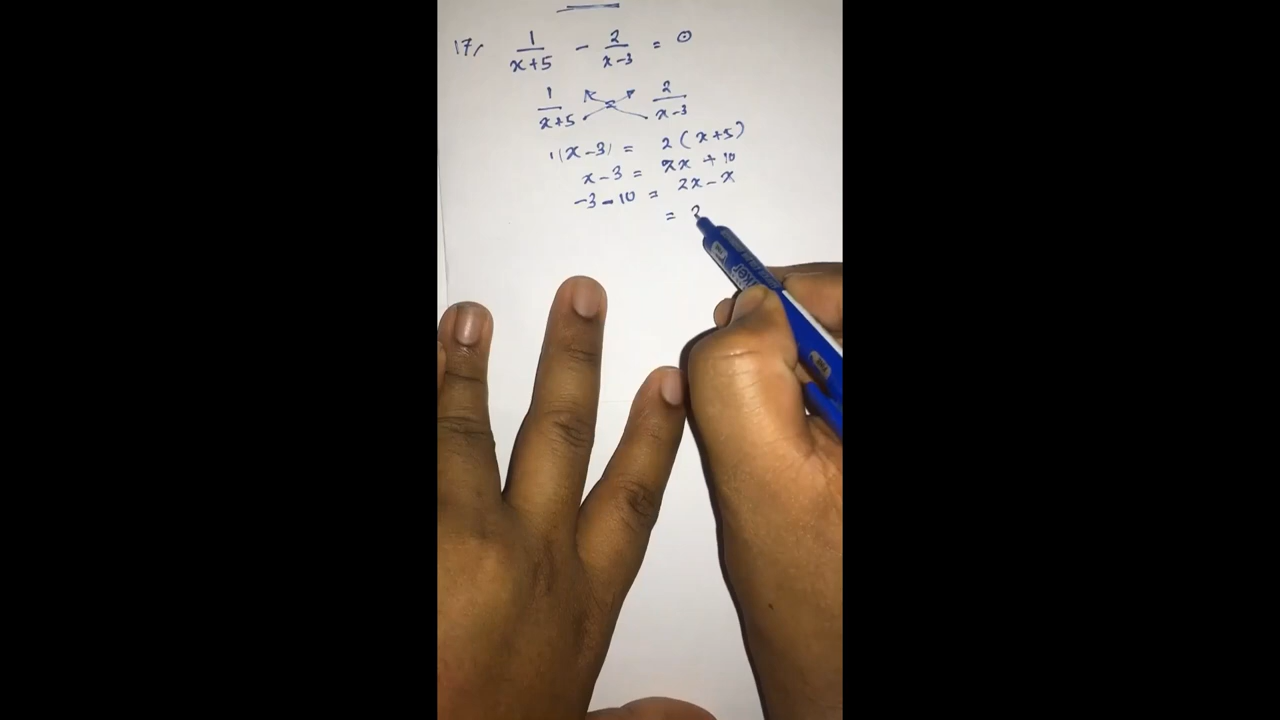 17, 1/x+5 - 2/x-3 = 0
1/x+5 = 2/x-3
1(x-3) = 2(x+5)
x-3 = 2x + 10
-3-10 = 2x-x
=